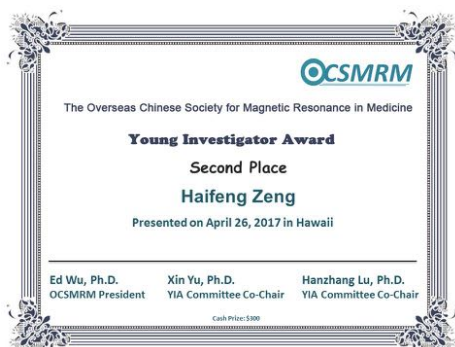 OCSMRM
The Overseas Chinese Society for Magnetic Resonance in Medicine
Young Investigator Award
Second Place
Haifeng Zeng
Presented on April 26, 2017 in Hawaii
Ed Wu, Ph.D. Xin Yu, Ph.D. Hanzhang Lu, Ph.D.
OCSMRM President YIA Committee Co-Chair YIA Committee Co-Chair
Cash Prize: $300